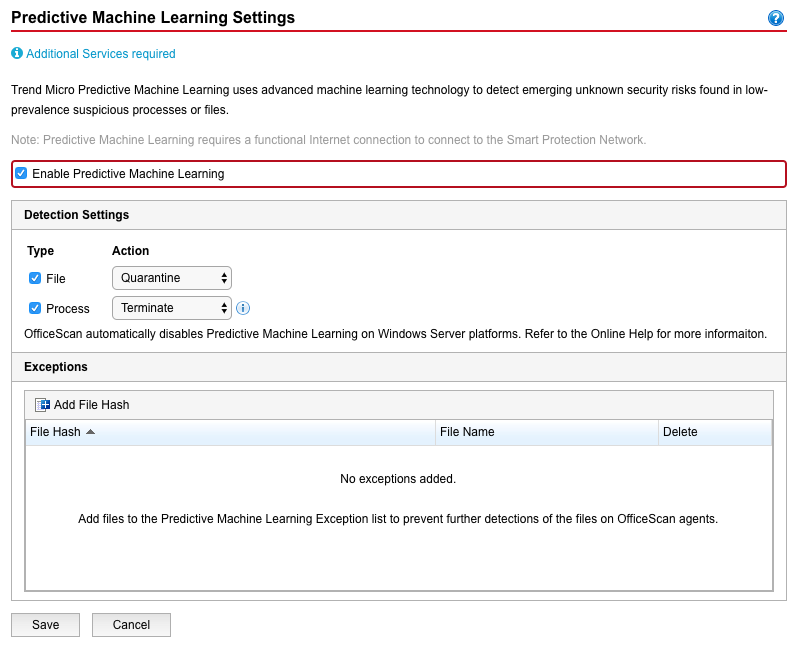 Predictive Machine Learning Settings
Additional Services required
Trend Micro Predictive Machine Learning uses advanced machine learning technology to detect emerging unknown security risks found in low-
prevalence suspicious processes or files.
Note: Predictive Machine Learning requires a functional Internet connection to connect to the Smart Protection Network.
Enable Predictive Machine Learning
Detection Settings
Type Action
File Quarantine
Process Terminate
OfficeScan automatically disables Predictive Machine Learning on Windows Server platforms. Refer to the Online Help for more informaiton.
Exceptions
Add File Hash
File Hash File Name Delete
No exceptions added.
Add files to the Predictive Machine Learning Exception list to prevent further detections of the files on OfficeScan agents.
Save Cancel